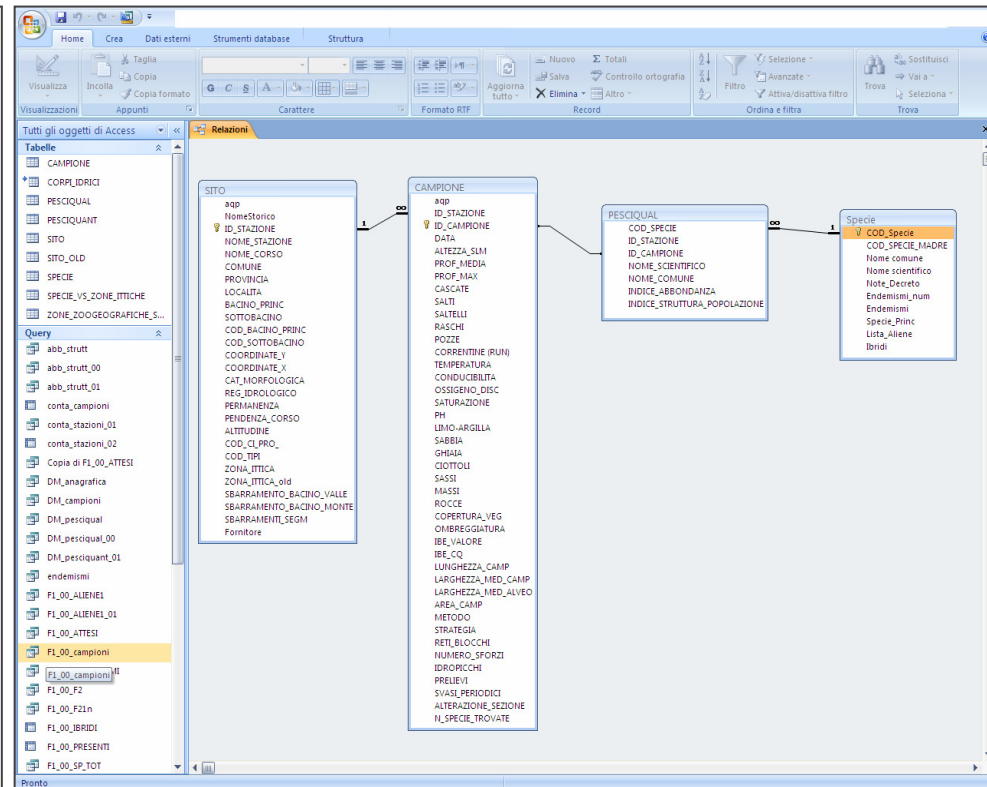 Home Crea Dati esterni Strumenti database Struttura
Visualizza
Visualizzazioni
Incolla
Taglia
Copia
Copia formato
Appunti
G C S A
Carattere
Formato RTF
Aggiorna tutto
Nuovo
Salva
Elimina
Totali
Controllo ortografia
Altro
Record
Filtro
Selezione
Avanzate
Attiva/disattiva filtro
Ordina e filtra
Trova
Sostituisci
Vai a
Seleziona
Trova
Tutti gli oggetti di Access
Tabelle
CAMPIONE
CORPI_IDRICI
PESCIQUAL
PESCIQUANT
SITO
SITO_OLD
SPECIE
SPECIE_VS_ZONE_ITTICHE
ZONE_ZOOGEOGRAFICHE_S...
Query
abb_strutt
abb_strutt_00
abb_strutt_01
conta_campioni
conta_stazioni_01
conta_stazioni_02
Copia di F1_00_ATTESI
DM_anagrafica
DM_campioni
DM_pesciqual
DM_pesciqual_00
DM_pesciquant_01
endemismi
F1_00_ALIENE1
F1_00_ALIENE1_01
F1_00_ATTESI
F1_00_campioni
F1_00_campioni
F1_00_F2
F1_00_F21n
F1_00_IBRIDI
F1_00_PRESENTI
F1_00_SP_TOT
Relazioni
SITO
aqp
NomeStorico
ID_STAZIONE
NOME_STAZIONE
NOME_CORSO
COMUNE
PROVINCIA
LOCALITA
BACINO_PRINC
SOTTOBACINO
COD_BACINO_PRINC
COD_SOTTOBACINO
COORDINATE_Y
COORDINATE_X
CAT_MORFOLOGICA
REG_IDROLOGICO
PERMANENZA
PENDENZA_CORSO
ALTITUDINE
COD_CI_PRO_
COD_TIPI
ZONA_ITTICA
ZONA_ITTICA_old
SBARRAMENTO_BACINO_VALLE
SBARRAMENTO_BACINO_MONTE
SBARRAMENTI_SEGM
Fornitore
1 ∞
CAMPIONE
aqp
ID_STAZIONE
ID_CAMPIONE
DATA
ALTEZZA_SLM
PROF_MEDIA
PROF_MAX
CASCATE
SALTI
SALTELLI
RASCHI
POZZE
CORRENTINE (RUN)
TEMPERATURA
CONDUCIBILITA
OSSIGENO_DISC
SATURAZIONE
PH
LIMO-ARGILLA
SABBIA
GHIAIA
CIOTTOLI
SASSI
MASSI
ROCCE
COPERTURA_VEG
OMBREGGIATURA
IBE_VALORE
IBE_CQ
LUNGHEZZA_CAMP
LARGHEZZA_MED_CAMP
LARGHEZZA_MED_ALVEO
AREA_CAMP
METODO
STRATEGIA
RETI_BLOCCHI
NUMERO_SFORZI
IDROPICCHI
PRELIEVI
SVASI_PERIODICI
ALTERAZIONE_SEZIONE
N_SPECIE_TROVATE
PESCIQUAL
COD_SPECIE
ID_STAZIONE
ID_CAMPIONE
NOME_SCIENTIFICO
NOME_COMUNE
INDICE_ABBONDANZA
INDICE_STRUTTURA_POPOLAZIONE
∞ 1
Specie
COD_Specie
COD_SPECIE_MADRE
Nome comune
Nome scientifico
Note_Decreto
Endemismi_num
Endemismi
Specie_Princ
Lista_Aliene
Ibridi
Pronto